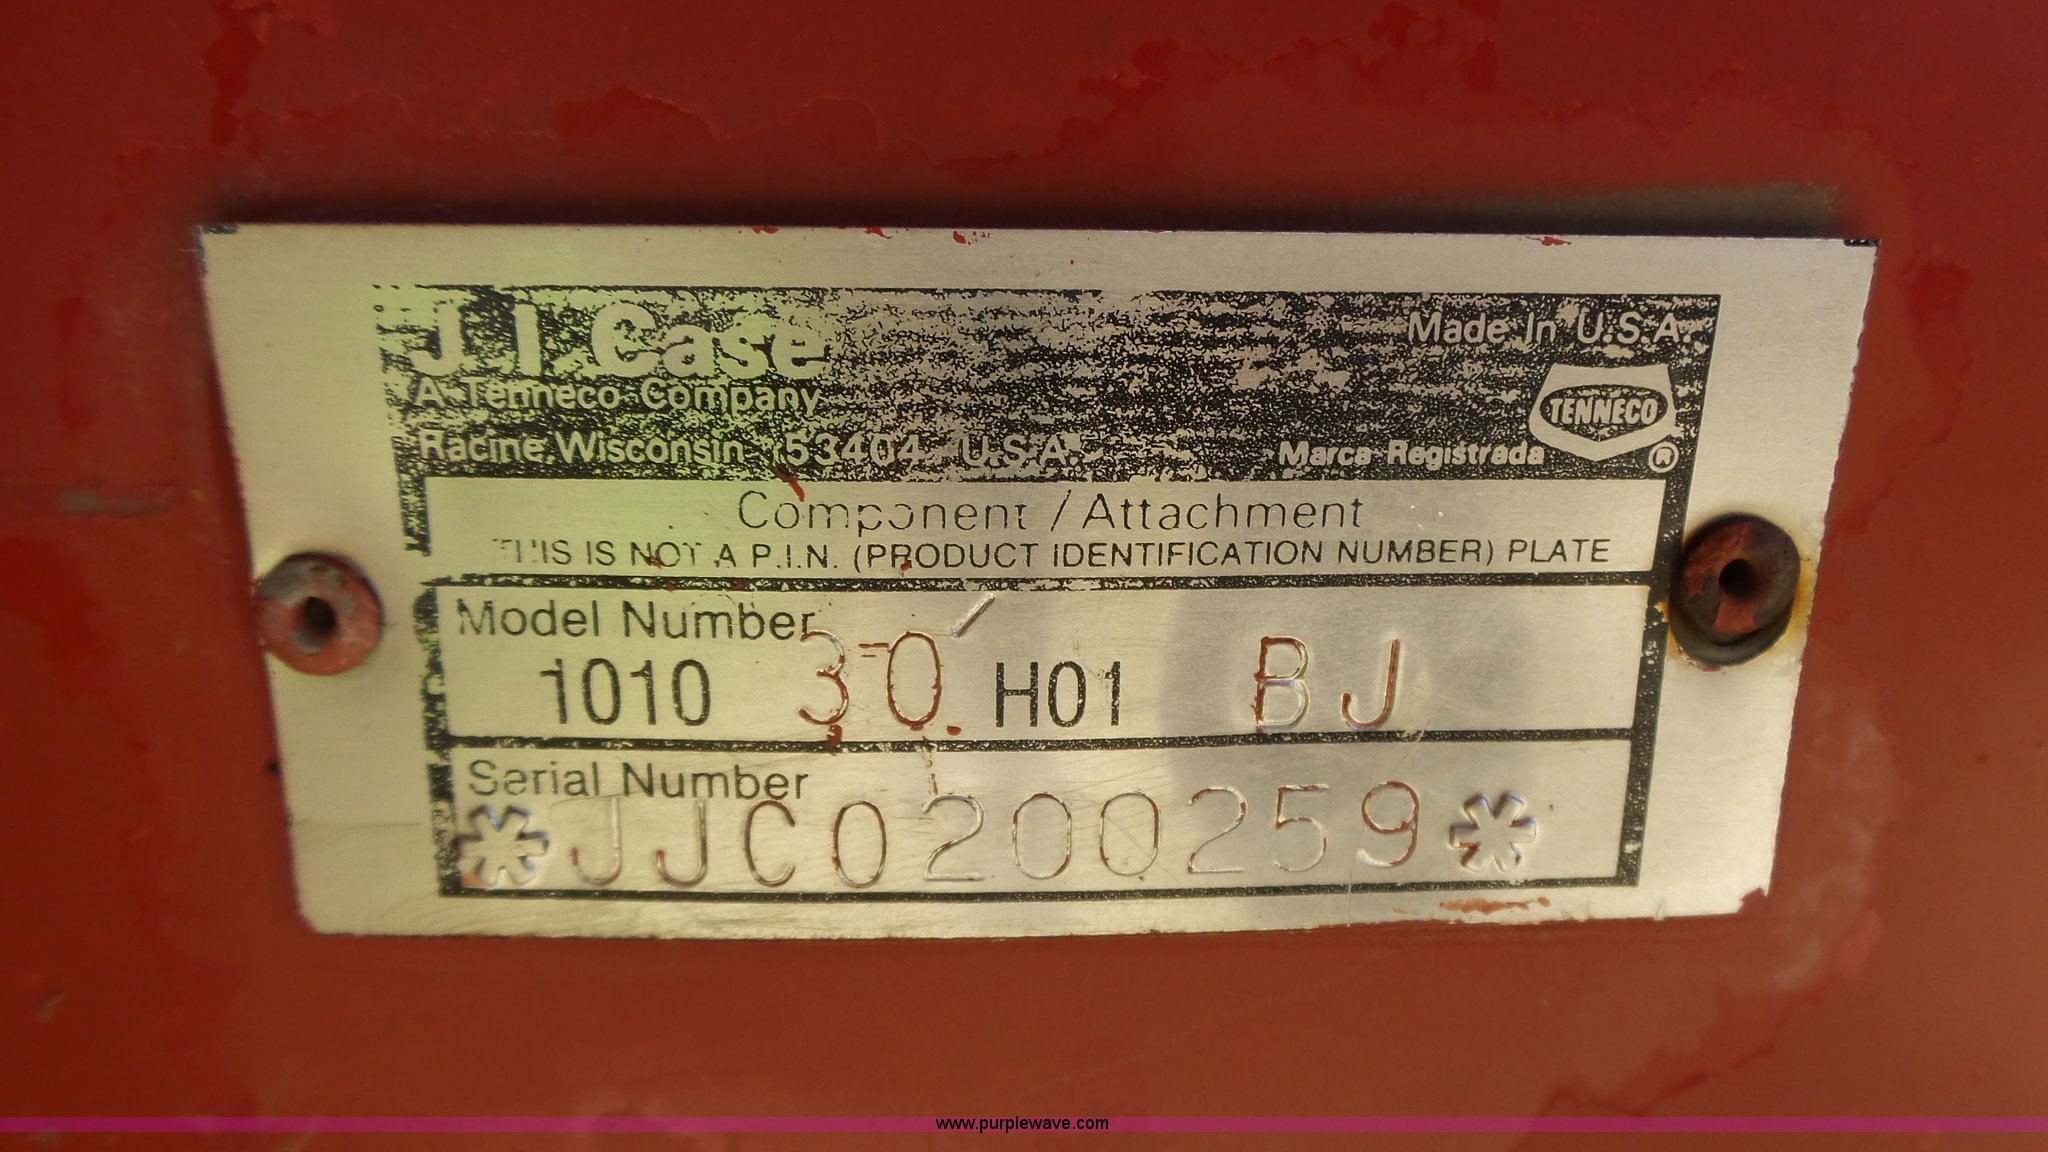 J I Case
Made In U.S.A.
A Tenneco Company
TENNECO
Racine, Wisconsin 53404 U.S.A.
Marca Registrada ®
Component / Attachment
THIS IS NOT A P.I.N. (PRODUCT IDENTIFICATION NUMBER) PLATE
Model Number
1010 30' H01 BJ
Serial Number
*JJC0200259*
www.purplewave.com